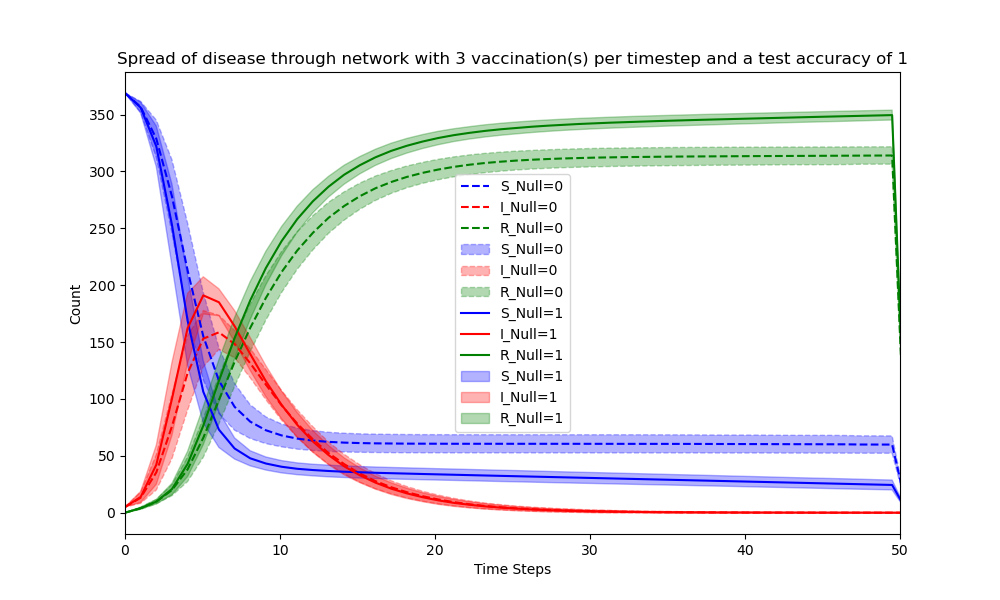 Spread of disease through network with 3 vaccination(s) per timestep and a test accuracy of 1
350
300
250
200
150
100
50
0
Count
S_Null=0
I_Null=0
R_Null=0
S_Null=0
I_Null=0
R_Null=0
S_Null=1
I_Null=1
R_Null=1
S_Null=1
I_Null=1
R_Null=1
0 10 20 30 40 50
Time Steps